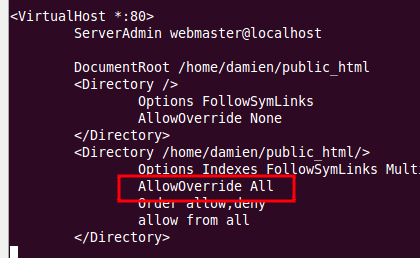 <VirtualHost *:80>
ServerAdmin webmaster@localhost
DocumentRoot /home/damien/public_html
<Directory />
Options FollowSymLinks
AllowOverride None
</Directory>
<Directory /home/damien/public_html/>
Options Indexes FollowSymLinks Multi
AllowOverride All
Order allow,deny
allow from all
</Directory>